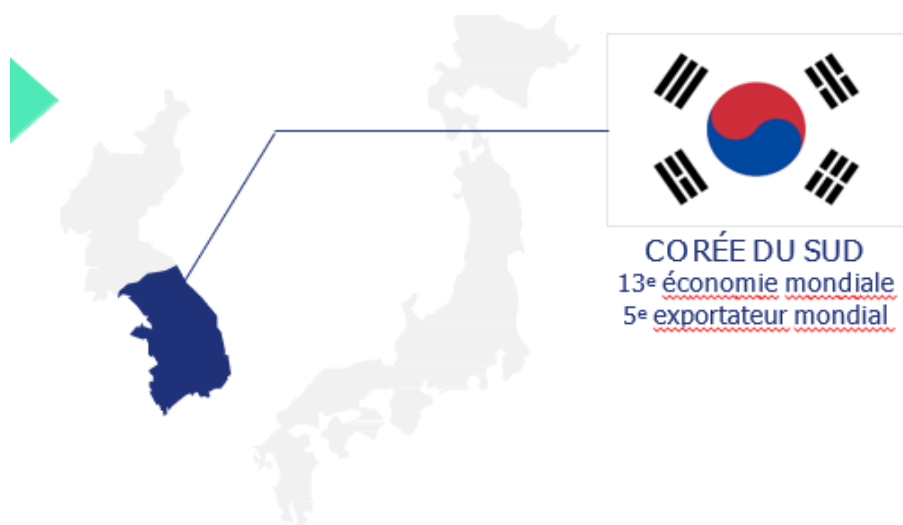 CORÉE DU SUD
13ᵉ économie mondiale
5ᵉ exportateur mondial